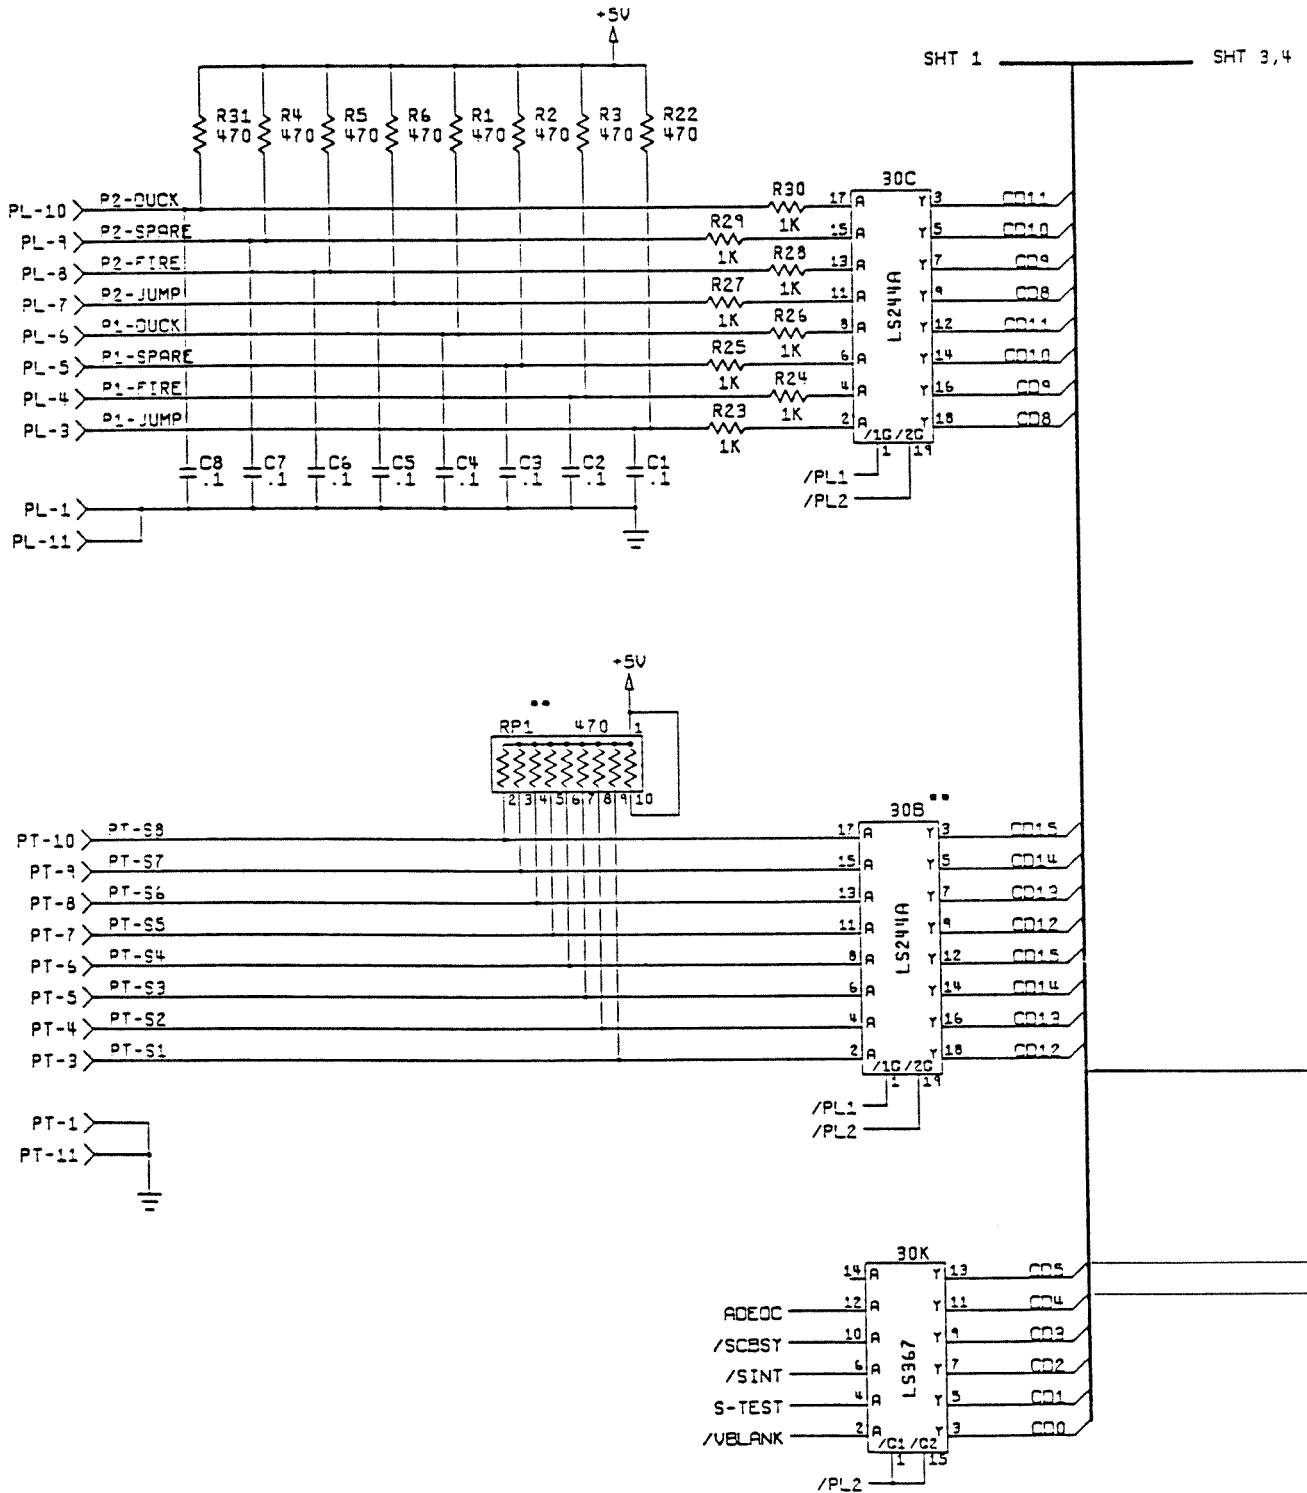 +5V
SHT 1 SHT 3,4
R31 R4 R5 R6 R1 R2 R3 R22
470 470 470 470 470 470 470 470
30C
PL-10 P2-DUCK R30 1K 17 A Y 3 CD11
PL-9 P2-SPARE R29 1K 15 A Y 5 CD10
PL-8 P2-FIRE R28 1K 13 A Y 7 CD9
PL-7 P2-JUMP R27 1K 11 A Y 9 CD8
PL-6 P1-DUCK R26 1K 8 A Y 12 CD11
PL-5 P1-SPARE R25 1K 6 A Y 14 CD10
PL-4 P1-FIRE R24 1K 4 A Y 16 CD9
PL-3 P1-JUMP R23 1K 2 A Y 18 CD8
LS244A
/1G /2G
1 19
/PL1
/PL2
C8 C7 C6 C5 C4 C3 C2 C1
.1 .1 .1 .1 .1 .1 .1 .1
PL-1
PL-11
+5V
**
RP1 470 1
2 3 4 5 6 7 8 9 10
30B **
PT-10 PT-S8 17 A Y 3 CD15
PT-9 PT-S7 15 A Y 5 CD14
PT-8 PT-S6 13 A Y 7 CD13
PT-7 PT-S5 11 A Y 9 CD12
PT-6 PT-S4 8 A Y 12 CD15
PT-5 PT-S3 6 A Y 14 CD14
PT-4 PT-S2 4 A Y 16 CD13
PT-3 PT-S1 2 A Y 18 CD12
LS244A
/1G /2G
1 19
/PL1
/PL2
PT-1
PT-11
30K
14 A Y 13 CD5
ADEOC 12 A Y 11 CD4
/SCBSY 10 A Y 9 CD3
/SINT 6 A Y 7 CD2
S-TEST 4 A Y 5 CD1
/VBLANK 2 A Y 3 CD0
LS367
/G1 /G2
1 15
/PL2